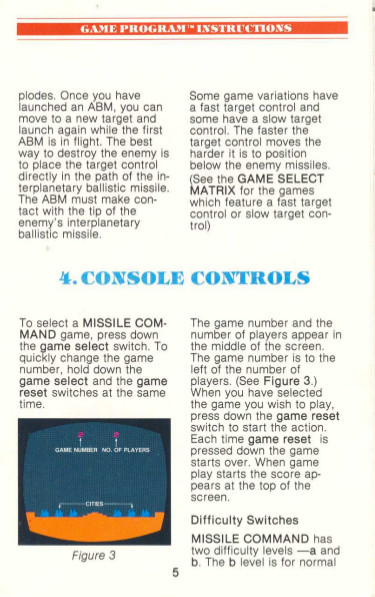 GAME PROGRAM™ INSTRUCTIONS
plodes. Once you have
launched an ABM, you can
move to a new target and
launch again while the first
ABM is in flight. The best
way to destroy the enemy is
to place the target control
directly in the path of the in-
terplanetary ballistic missile.
The ABM must make con-
tact with the tip of the
enemy's interplanetary
ballistic missile.
Some game variations have
a fast target control and
some have a slow target
control. The faster the
target control moves the
harder it is to position
below the enemy missiles.
(See the GAME SELECT
MATRIX for the games
which feature a fast target
control or slow target con-
trol)
4. CONSOLE CONTROLS
To select a MISSILE COM-
MAND game, press down
the game select switch. To
quickly change the game
number, hold down the
game select and the game
reset switches at the same
time.
GAME NUMBER NO. OF PLAYERS
CITIES
Figure 3
The game number and the
number of players appear in
the middle of the screen.
The game number is to the
left of the number of
players. (See Figure 3.)
When you have selected
the game you wish to play,
press down the game reset
switch to start the action.
Each time game reset is
pressed down the game
starts over. When game
play starts the score ap-
pears at the top of the
screen.
Difficulty Switches
MISSILE COMMAND has
two difficulty levels —a and
b. The b level is for normal
5